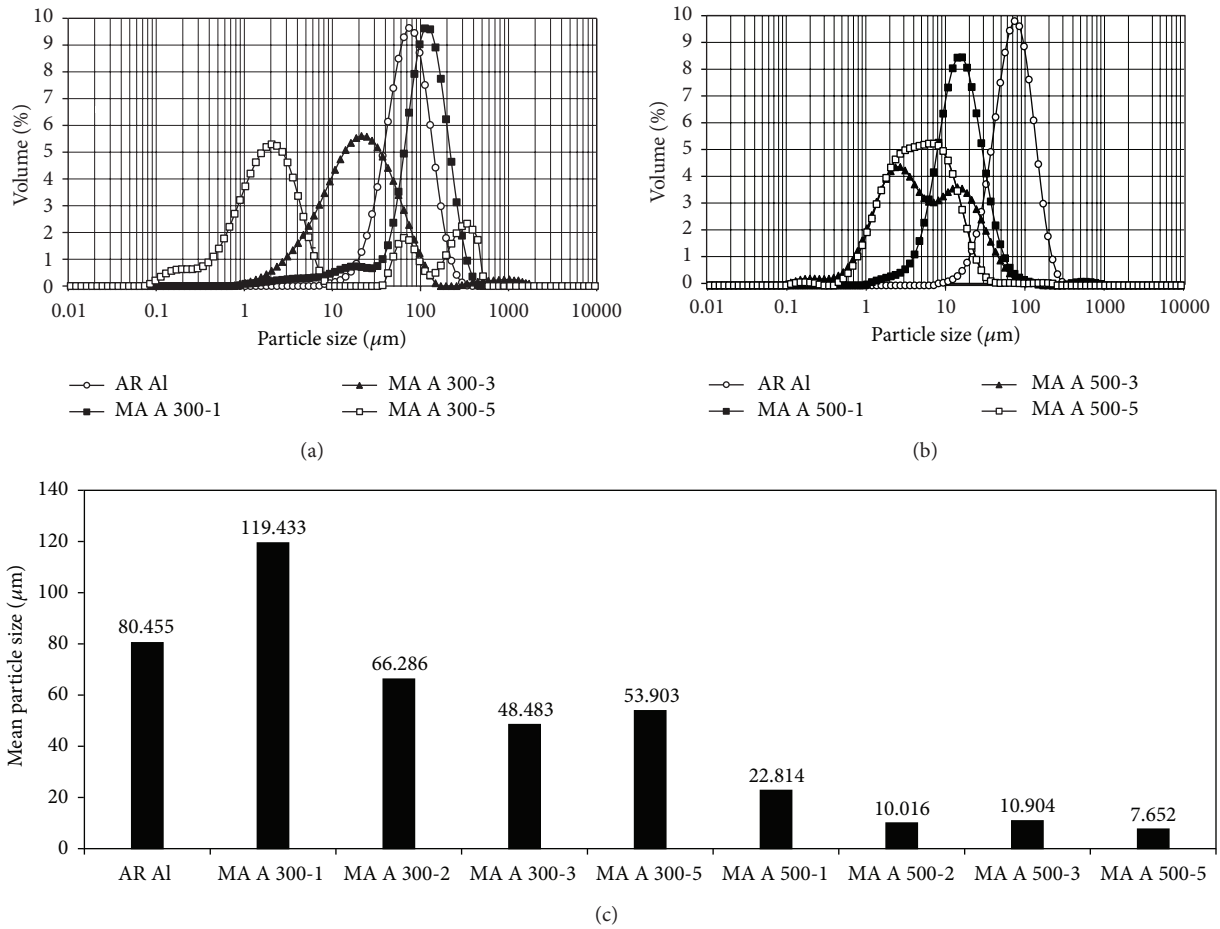 10
9
8
7
6
5
4
3
2
1
0
Volume (%)
0.01 0.1 1 10 100 1000 10000
Particle size (μm)
AR Al
MA A 300-1
MA A 300-3
MA A 300-5
(a)
10
9
8
7
6
5
4
3
2
1
0
Volume (%)
0.01 0.1 1 10 100 1000 10000
Particle size (μm)
AR Al
MA A 500-1
MA A 500-3
MA A 500-5
(b)
140
120
100
80
60
40
20
0
Mean particle size (μm)
80.455
119.433
66.286
48.483
53.903
22.814
10.016
10.904
7.652
AR Al MA A 300-1 MA A 300-2 MA A 300-3 MA A 300-5 MA A 500-1 MA A 500-2 MA A 500-3 MA A 500-5
(c)